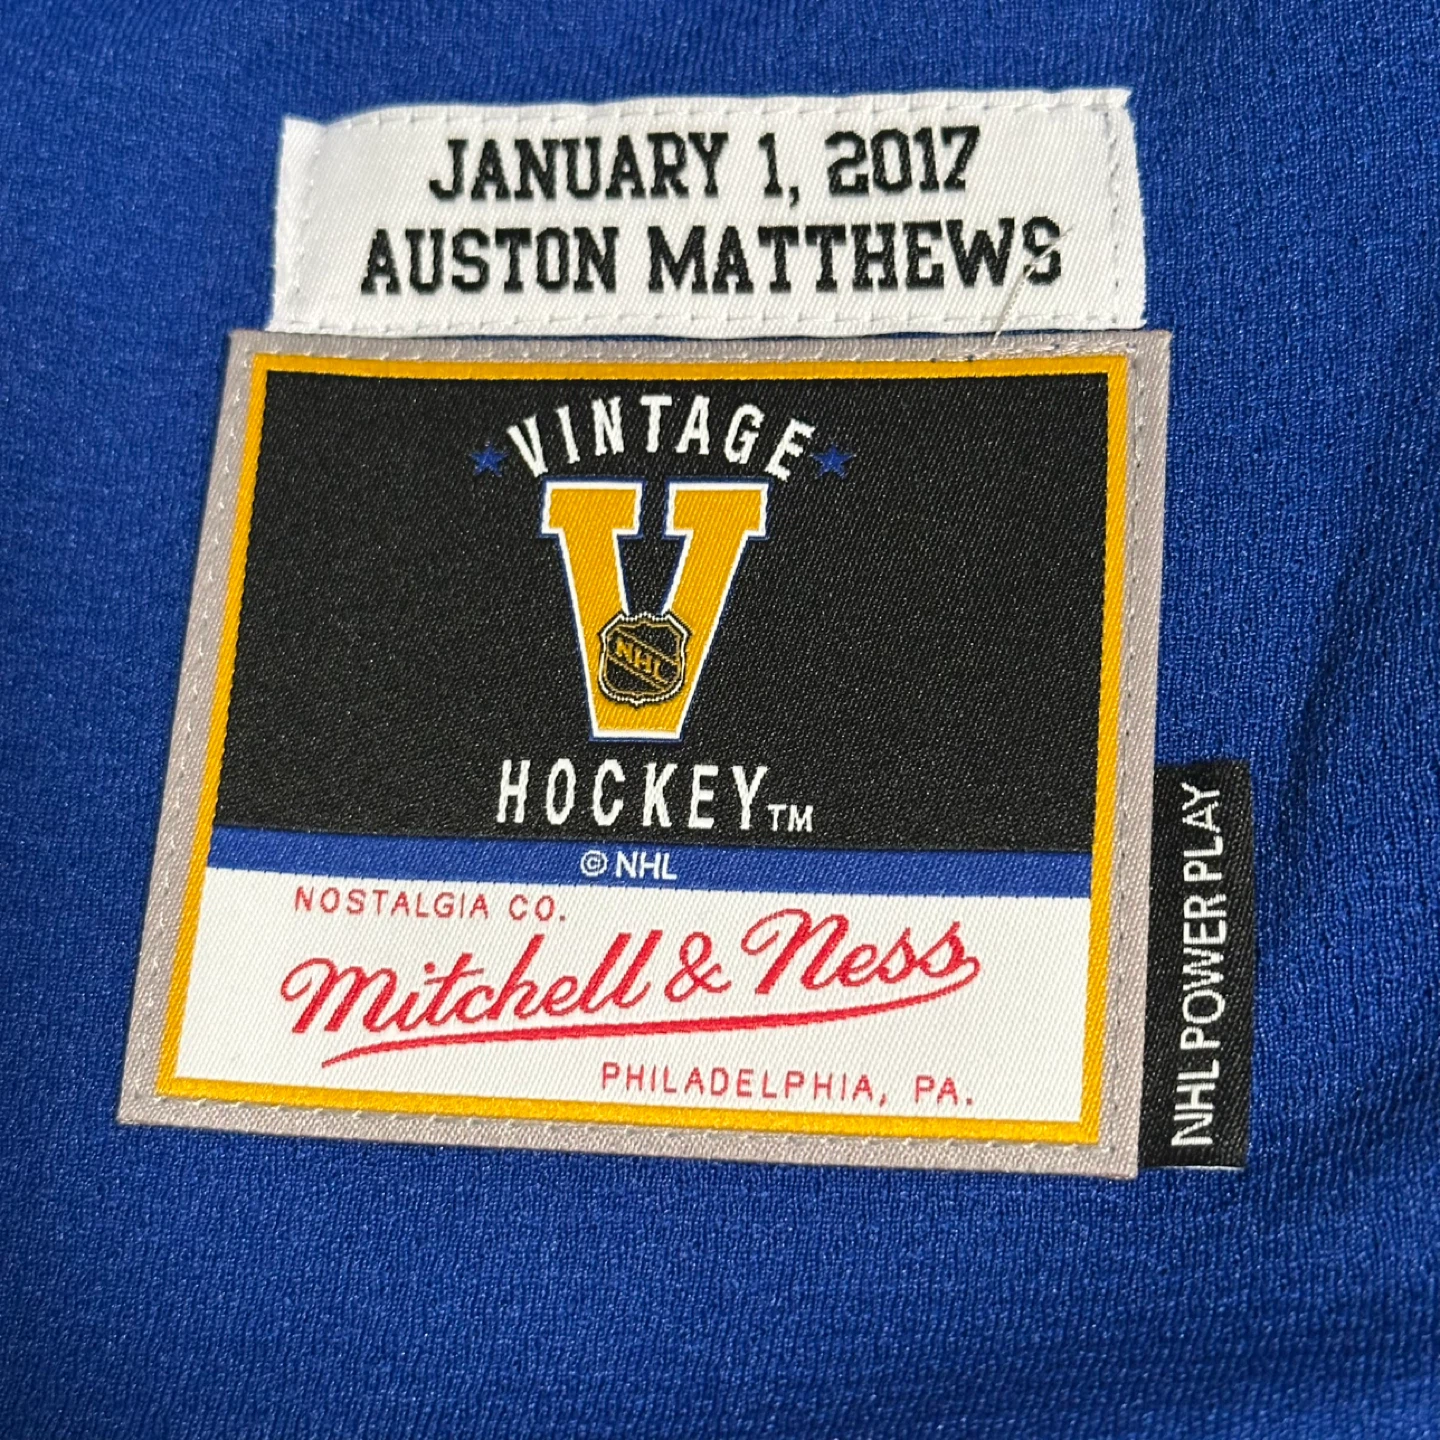 JANUARY 1, 2017
AUSTON MATTHEWS
VINTAGE
V
NHL
HOCKEY™
© NHL
NOSTALGIA CO.
Mitchell & Ness
PHILADELPHIA, PA.
NHL POWER PLAY